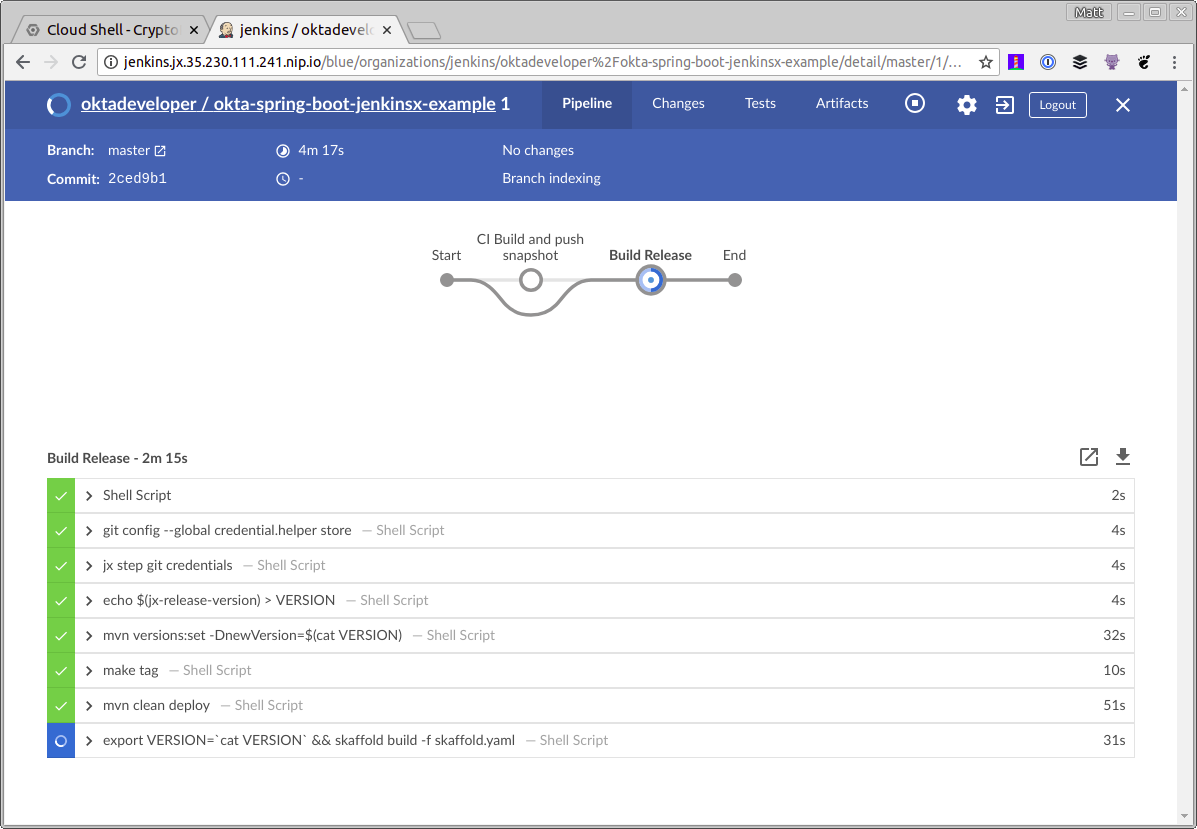 Matt
Cloud Shell - Crypto
jenkins / oktadevelo
jenkins.jx.35.230.111.241.nip.io/blue/organizations/jenkins/oktadeveloper%2Fokta-spring-boot-jenkinsx-example/detail/master/1/...
oktadeveloper / okta-spring-boot-jenkinsx-example 1
Pipeline
Changes
Tests
Artifacts
Logout
Branch: master
4m 17s
No changes
Commit: 2ced9b1
-
Branch indexing
Start
CI Build and push
snapshot
Build Release
End
Build Release - 2m 15s
Shell Script 2s
git config --global credential.helper store — Shell Script 4s
jx step git credentials — Shell Script 4s
echo $(jx-release-version) > VERSION — Shell Script 4s
mvn versions:set -DnewVersion=$(cat VERSION) — Shell Script 32s
make tag — Shell Script 10s
mvn clean deploy — Shell Script 51s
export VERSION=`cat VERSION` && skaffold build -f skaffold.yaml — Shell Script 31s